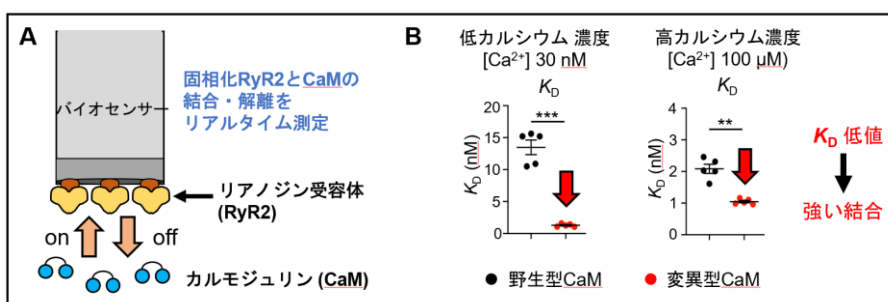 A
バイオセンサー
固相化RyR2とCaMの
結合・解離を
リアルタイム測定
リアノジン受容体
(RyR2)
on
off
カルモジュリン (CaM)
B
低カルシウム 濃度
[Ca²⁺] 30 nM
KD
KD (nM)
20
15
10
5
0
***
高カルシウム濃度
[Ca²⁺] 100 μM)
KD
KD (nM)
4
3
2
1
0
**
KD 低値
強い結合
野生型CaM
変異型CaM